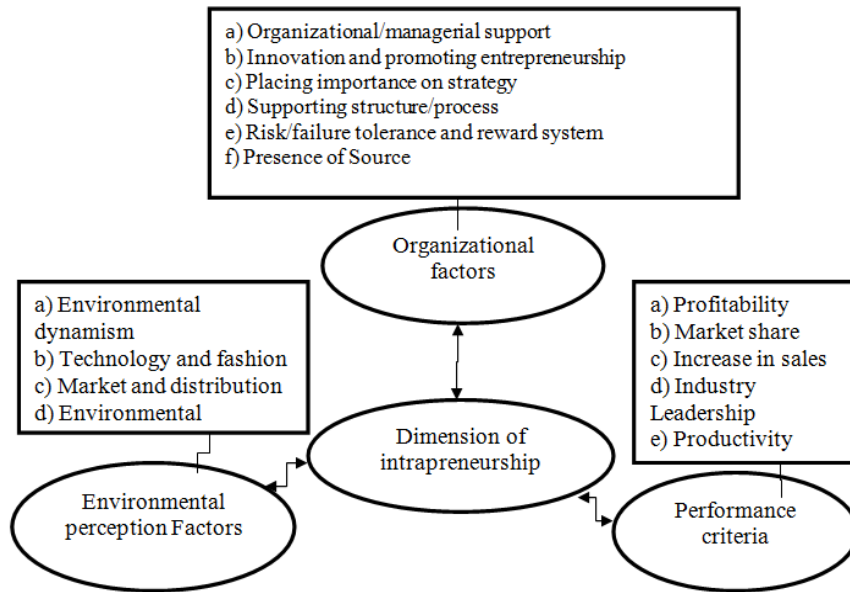 a) Organizational/managerial support
b) Innovation and promoting entrepreneurship
c) Placing importance on strategy
d) Supporting structure/process
e) Risk/failure tolerance and reward system
f) Presence of Source
Organizational
factors
a) Environmental
dynamism
b) Technology and fashion
c) Market and distribution
d) Environmental
a) Profitability
b) Market share
c) Increase in sales
d) Industry
Leadership
e) Productivity
Dimension of
intrapreneurship
Environmental
perception Factors
Performance
criteria